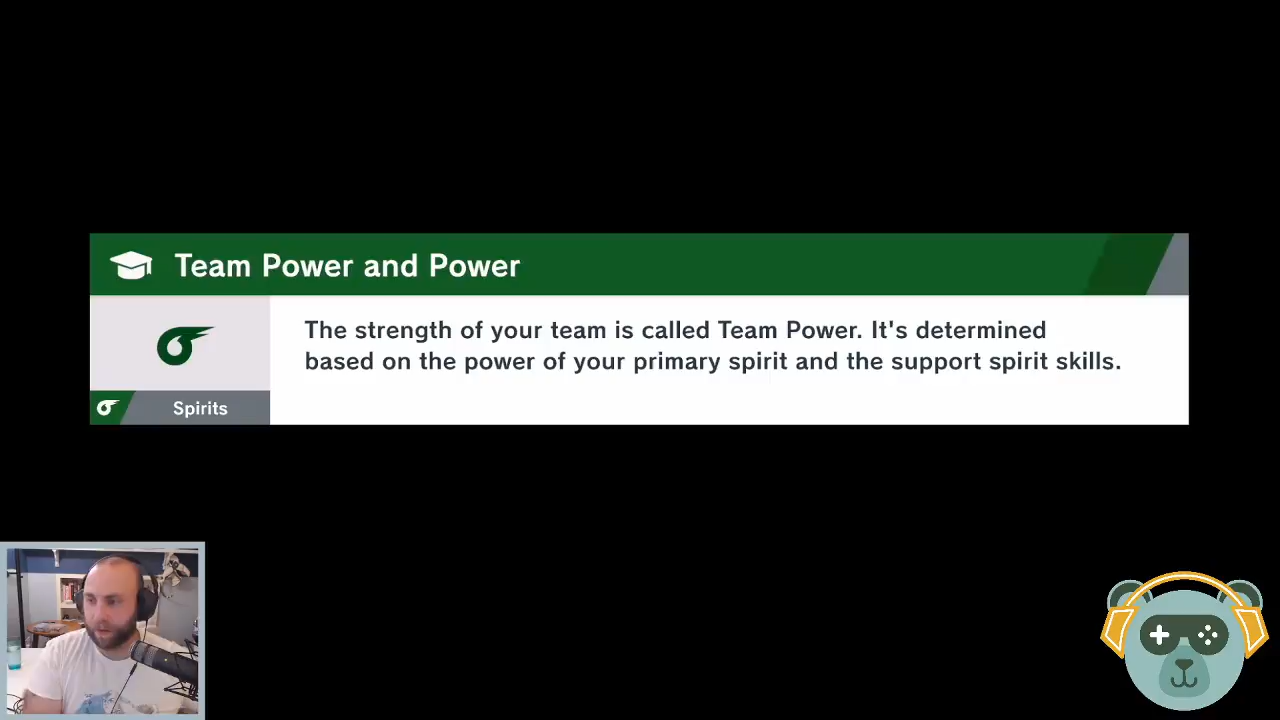 Team Power and Power
The strength of your team is called Team Power. It's determined
based on the power of your primary spirit and the support spirit skills.
Spirits